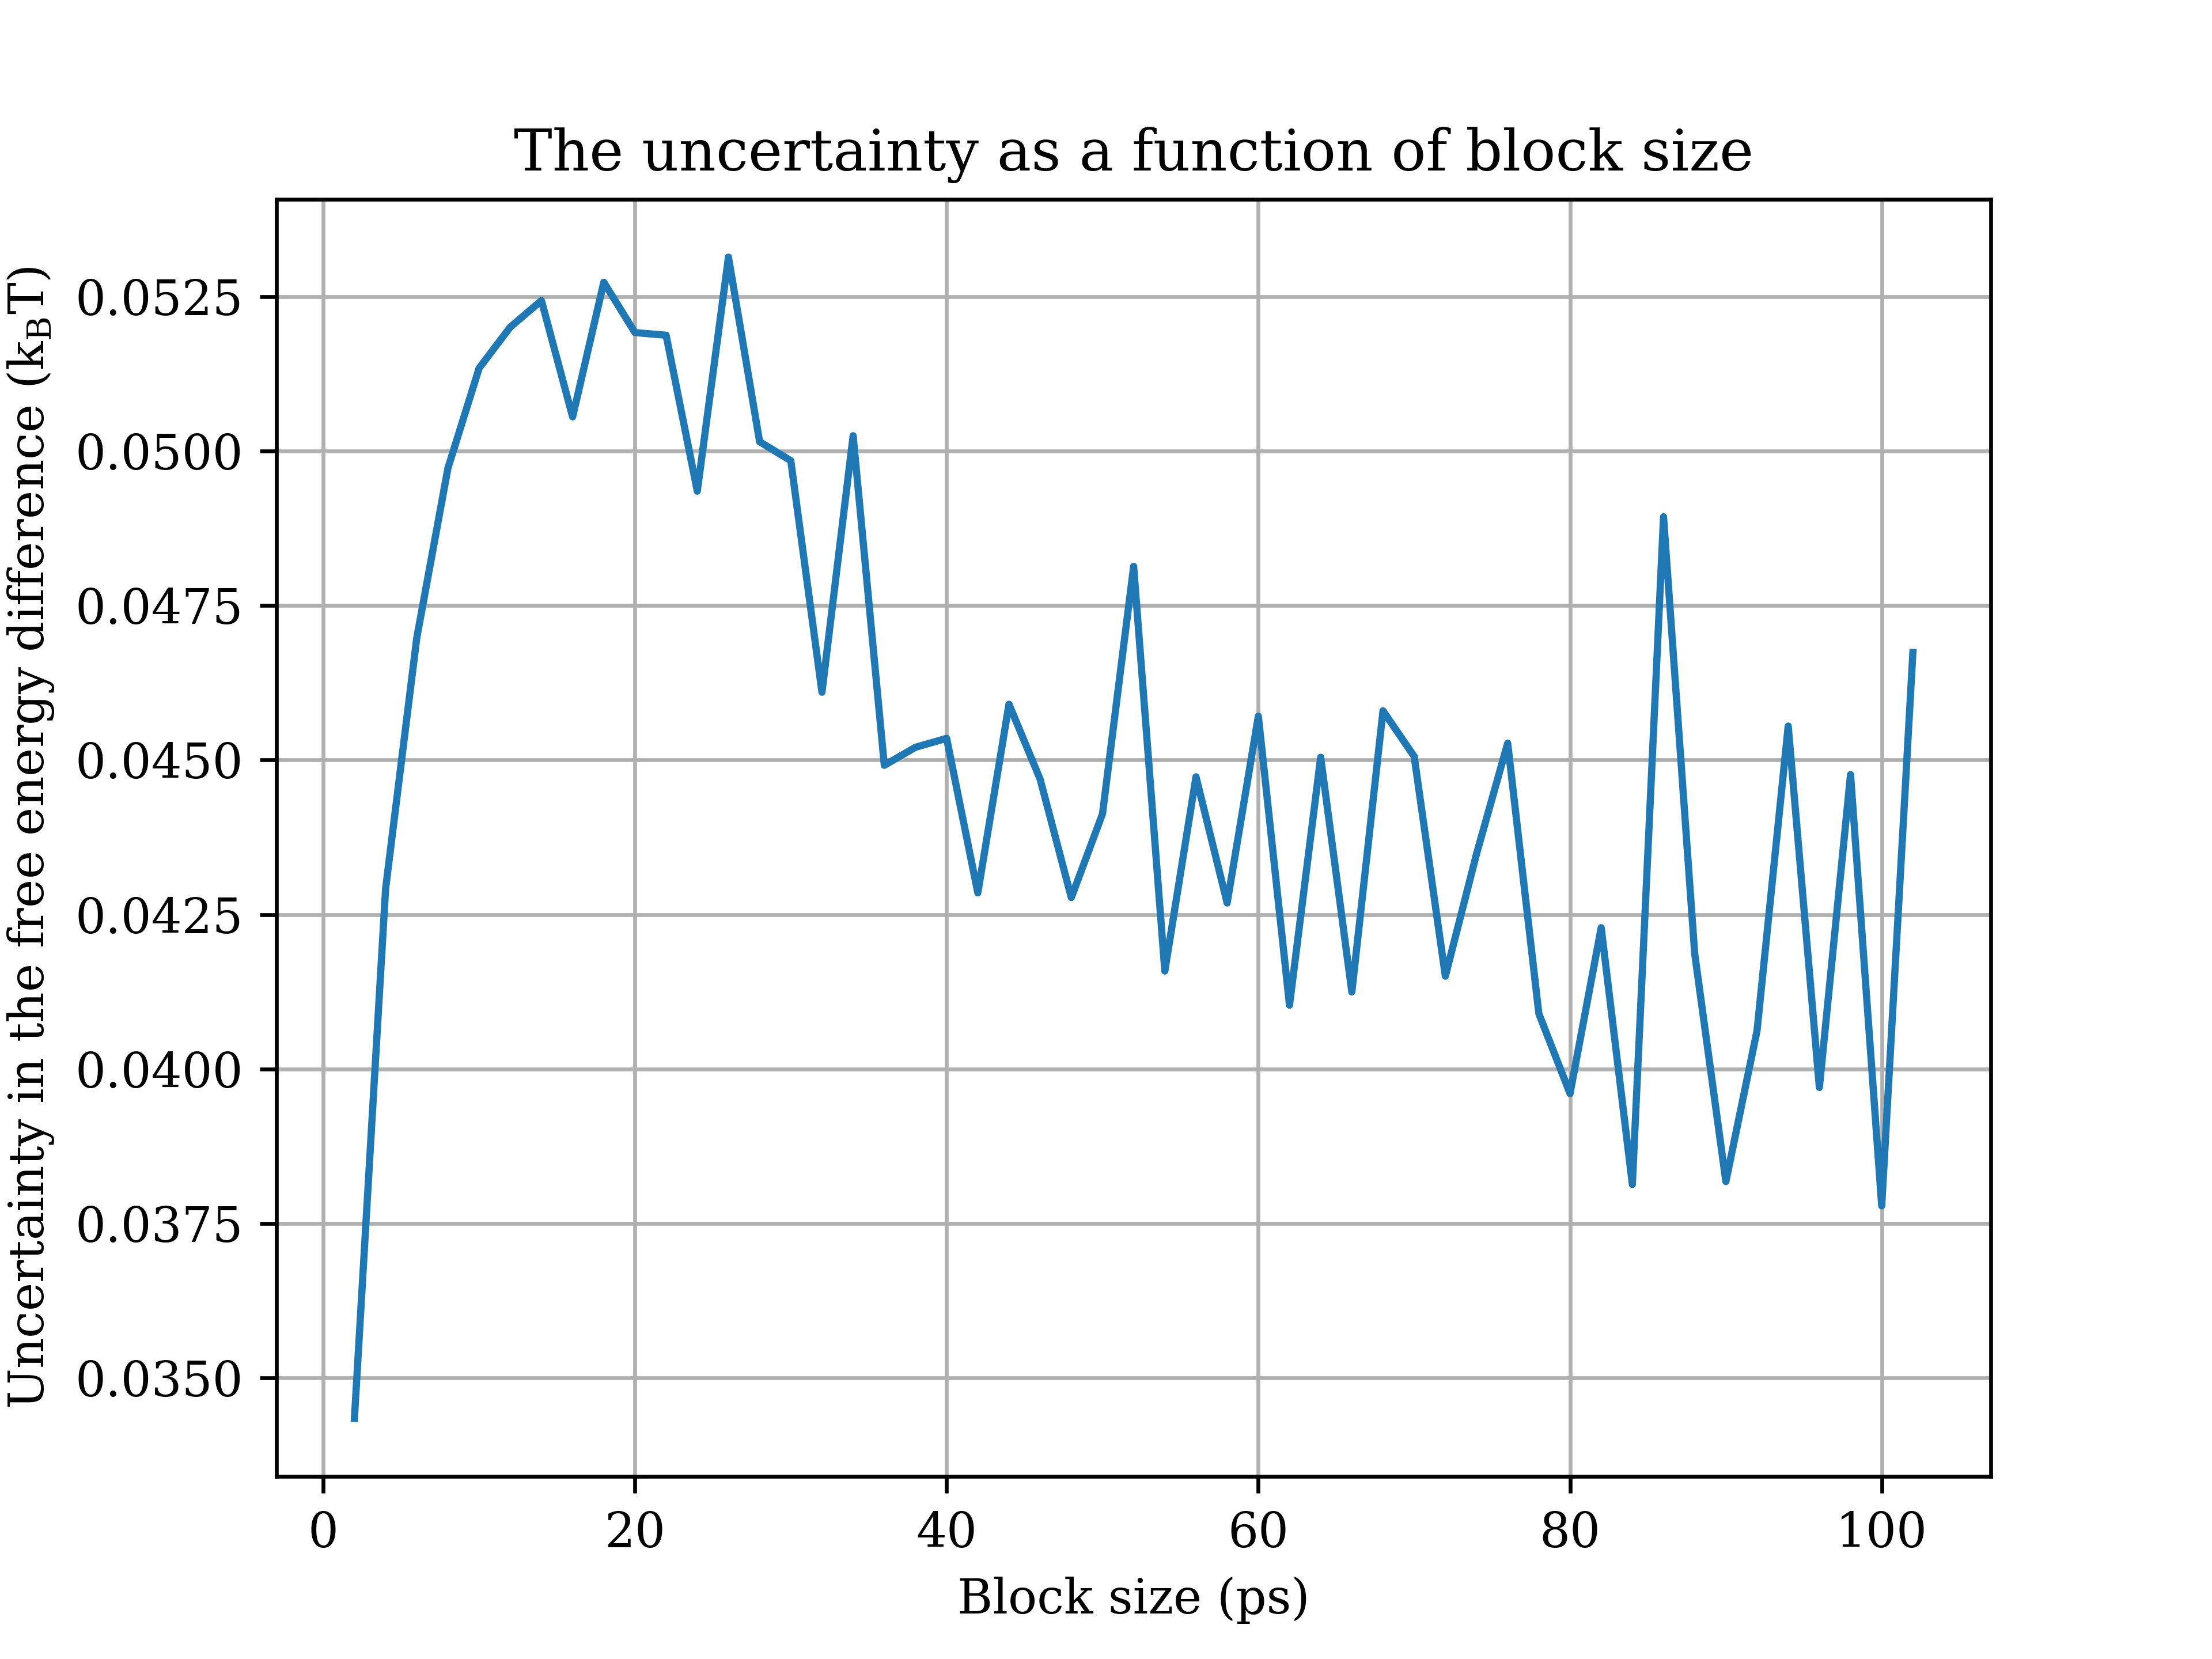 The uncertainty as a function of block size
Uncertainty in the free energy difference (kBT)
0.0525
0.0500
0.0475
0.0450
0.0425
0.0400
0.0375
0.0350
0 20 40 60 80 100
Block size (ps)